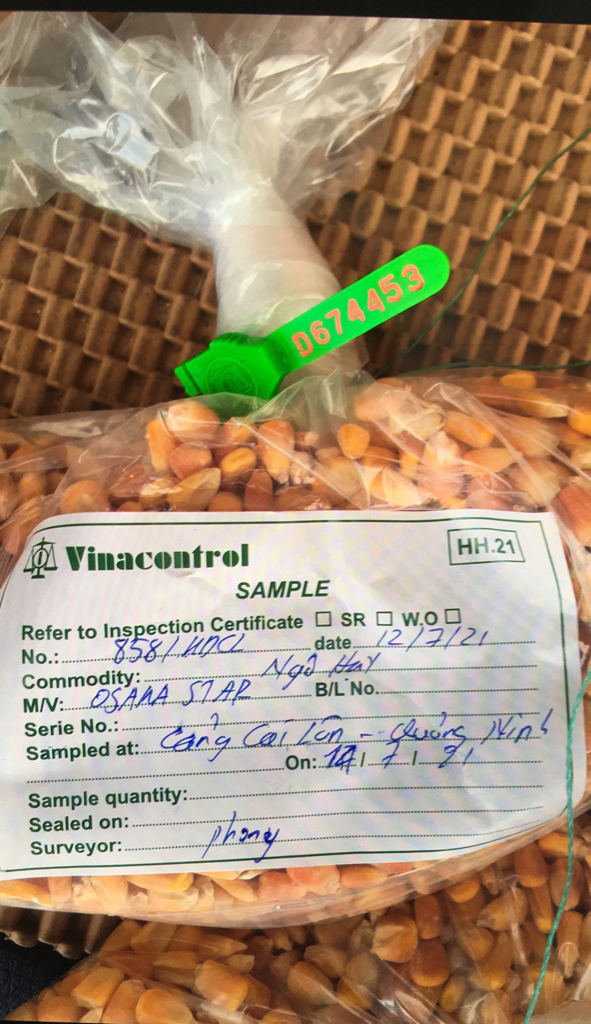 D674453
Vinacontrol
HH.21
SAMPLE
Refer to Inspection Certificate ☐ SR ☐ W.O ☐
No.: 858/ date 12/7/21
Commodity: Ngô Hạt
M/V: OSAKA STAR B/L No.
Serie No.:
Sampled at: Cảng Cái Lân - Quảng Ninh
On: / 7 / 21
Sample quantity:
Sealed on:
Surveyor: phong